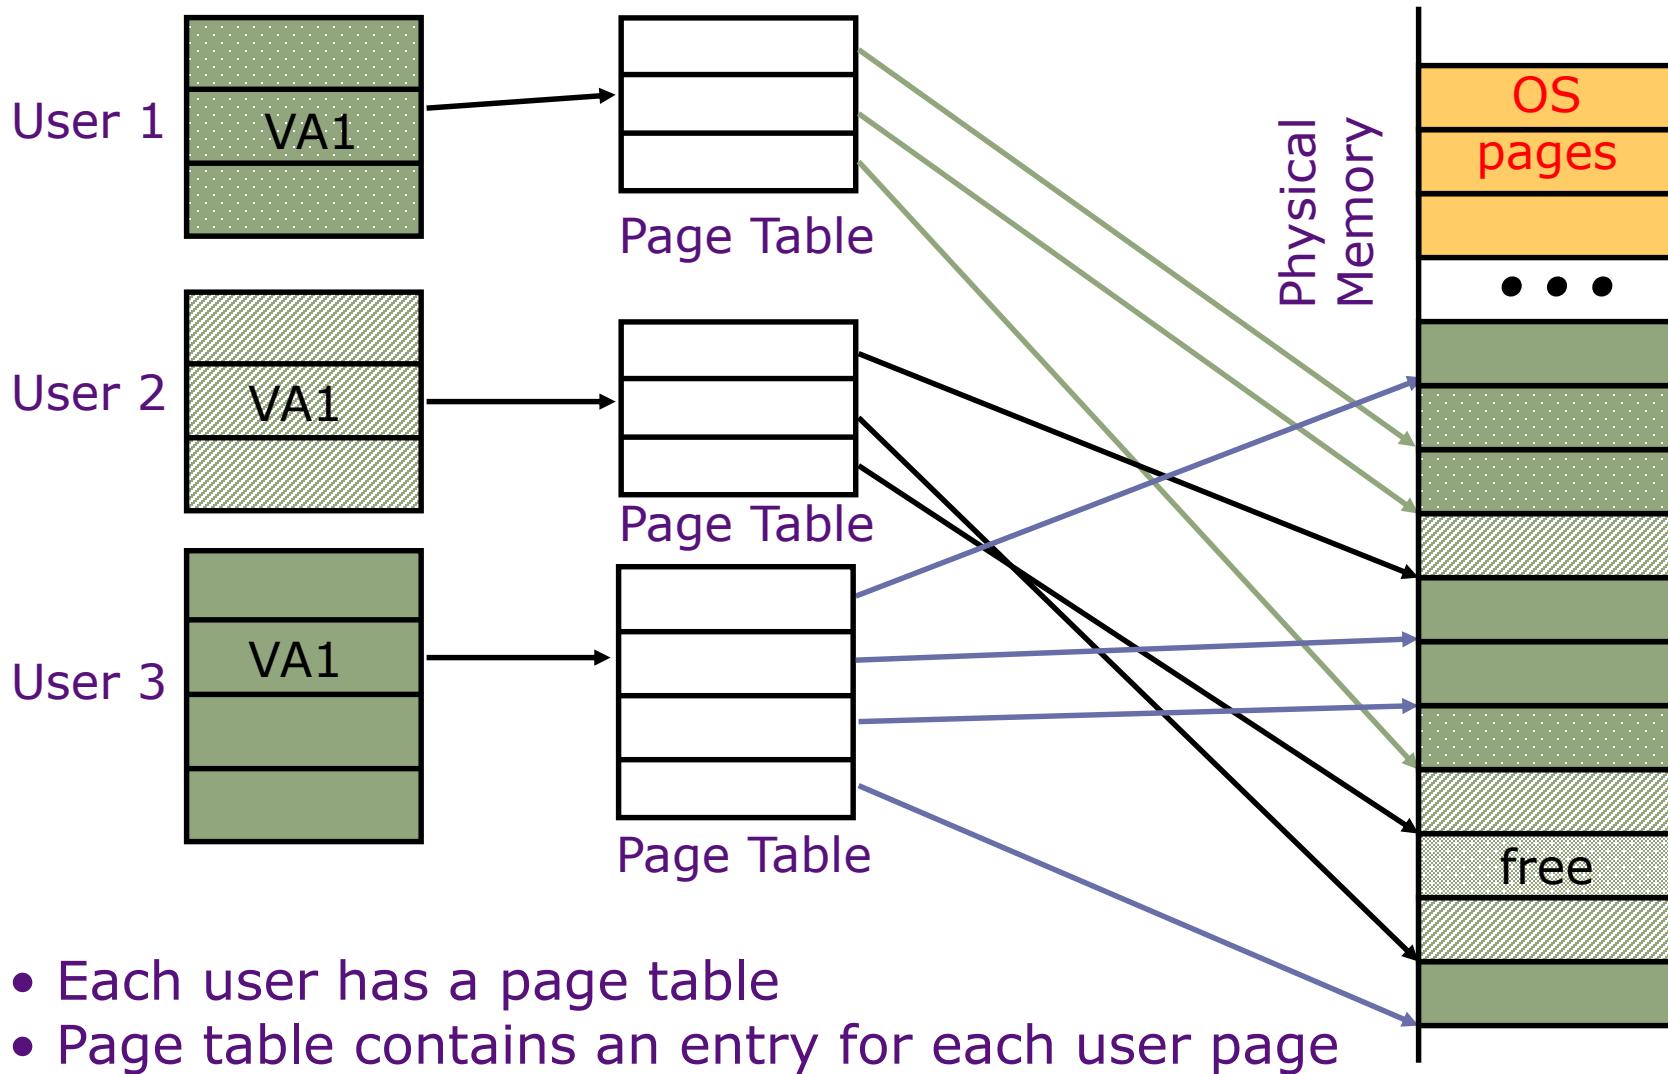 User 1
VA1
Page Table
User 2
VA1
Page Table
User 3
VA1
Page Table
Physical
Memory
OS
pages
• • •
free
• Each user has a page table
• Page table contains an entry for each user page